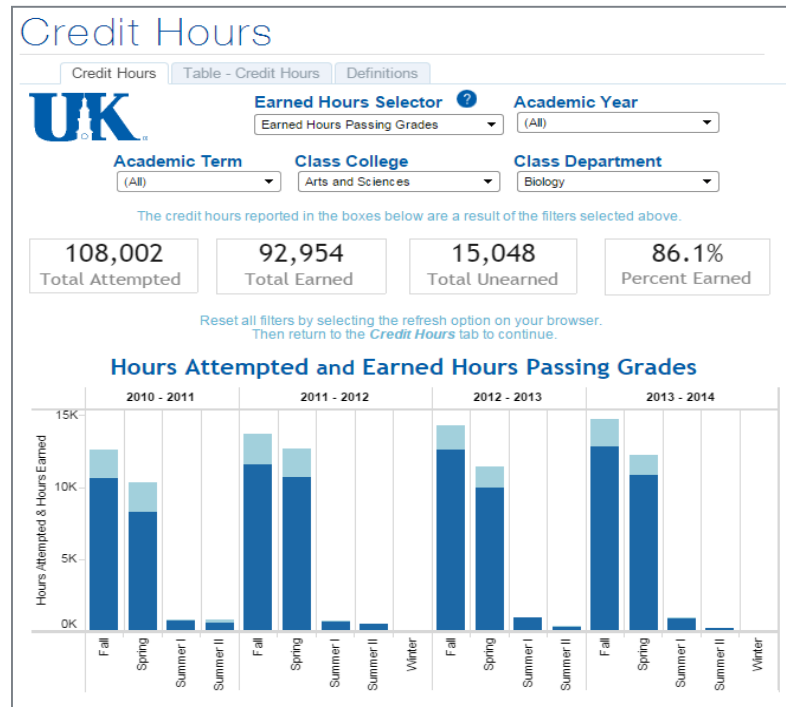 Credit Hours
Credit Hours Table - Credit Hours Definitions
UK
Earned Hours Selector ? Academic Year
Earned Hours Passing Grades (All)
Academic Term Class College Class Department
(All) Arts and Sciences Biology
The credit hours reported in the boxes below are a result of the filters selected above.
108,002 92,954 15,048 86.1%
Total Attempted Total Earned Total Unearned Percent Earned
Reset all filters by selecting the refresh option on your browser.
Then return to the Credit Hours tab to continue.
Hours Attempted and Earned Hours Passing Grades
2010 - 2011 2011 - 2012 2012 - 2013 2013 - 2014
Hours Attempted & Hours Earned
15K
10K
5K
0K
Fall Spring Summer I Summer II Fall Spring Summer I Summer II Winter Fall Spring Summer I Summer II Fall Spring Summer I Summer II Winter